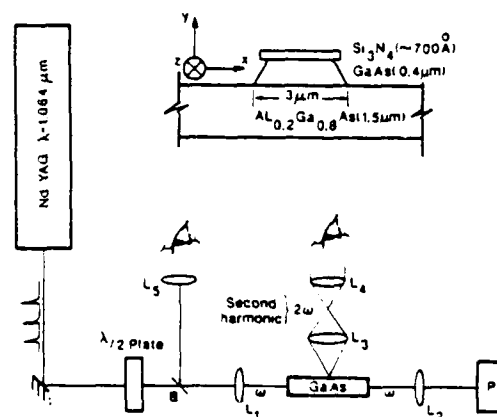 y
z
x
Si3N4(~700Å)
GaAs(0.4μm)
3μm
AL0.2Ga0.8As(1.5μm)
Nd YAG λ-1.064 μm
L5
L4
Second
harmonic
2ω
λ/2 Plate
L3
B
ω
GaAs
ω
P
L1
L2